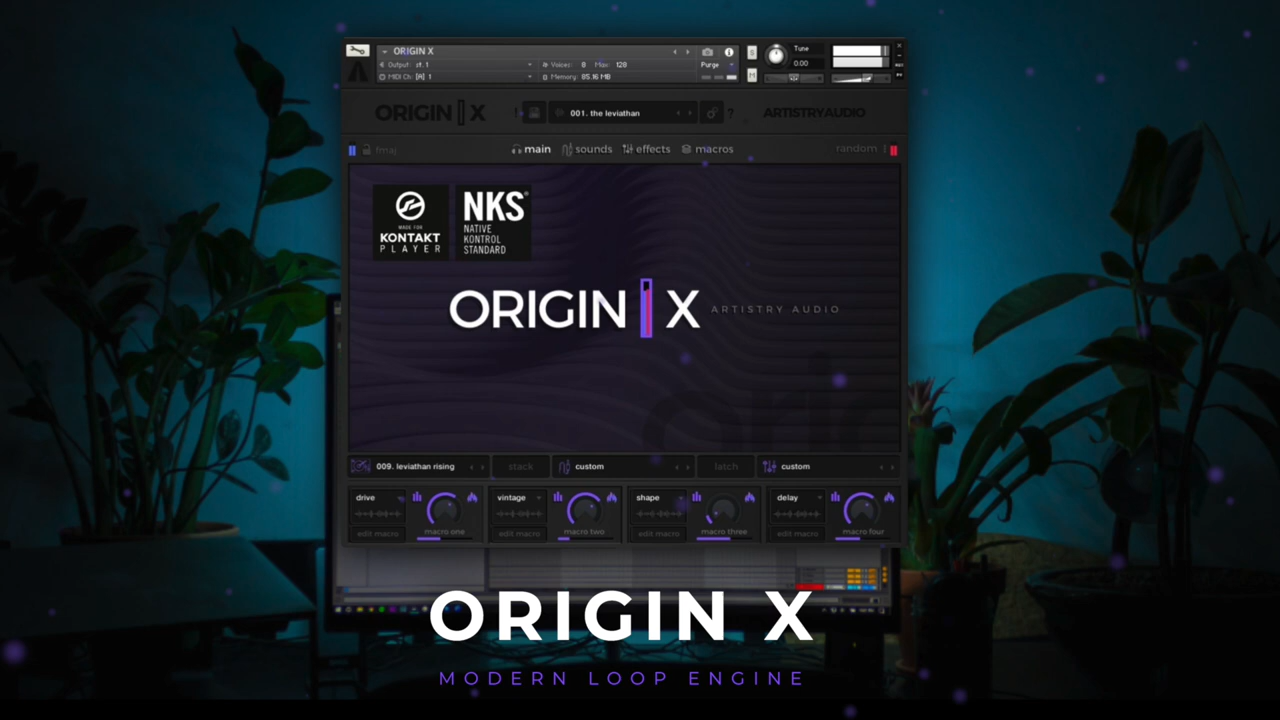 ORIGIN X
Output: st. 1
Voices: 8 Max: 128
Purge
MIDI Ch: [A] 1
Memory: 85.16 MB
S
M
Tune
0.00
ORIGIN X
001. the leviathan
?
ARTISTRYAUDIO
fmaj
main
sounds
effects
macros
random
MADE FOR
KONTAKT
PLAYER
NKS
NATIVE
KONTROL
STANDARD
ORIGIN X
ARTISTRY AUDIO
009. leviathan rising
stack
custom
latch
custom
drive
edit macro
macro one
vintage
edit macro
macro two
shape
edit macro
macro three
delay
edit macro
macro four
ORIGIN X
MODERN LOOP ENGINE